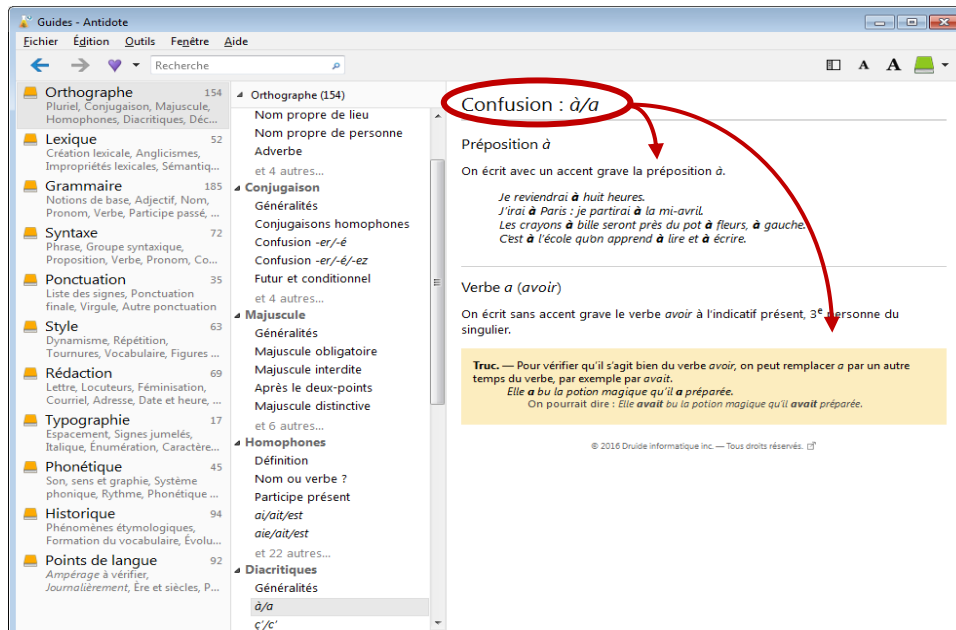 Guides - Antidote
Fichier Édition Outils Fenêtre Aide
Recherche
A A
Orthographe 154
Pluriel, Conjugaison, Majuscule,
Homophones, Diacritiques, Déc...
Lexique 52
Création lexicale, Anglicismes,
Impropriétés lexicales, Sémantiq...
Grammaire 185
Notions de base, Adjectif, Nom,
Pronom, Verbe, Participe passé, ...
Syntaxe 72
Phrase, Groupe syntaxique,
Proposition, Verbe, Pronom, Co...
Ponctuation 35
Liste des signes, Ponctuation
finale, Virgule, Autre ponctuation
Style 63
Dynamisme, Répétition,
Tournures, Vocabulaire, Figures ...
Rédaction 69
Lettre, Locuteurs, Féminisation,
Courriel, Adresse, Date et heure, ...
Typographie 17
Espacement, Signes jumelés,
Italique, Énumération, Caractère...
Phonétique 45
Son, sens et graphie, Système
phonique, Rythme, Phonétique ...
Historique 94
Phénomènes étymologiques,
Formation du vocabulaire, Évolu...
Points de langue 92
Ampérage à vérifier,
Journalièrement, Ère et siècles, P...
Orthographe (154)
Nom propre de lieu
Nom propre de personne
Adverbe
et 4 autres...
Conjugaison
Généralités
Conjugaisons homophones
Confusion -er/-é
Confusion -er/-é/-ez
Futur et conditionnel
et 4 autres...
Majuscule
Généralités
Majuscule obligatoire
Majuscule interdite
Après le deux-points
Majuscule distinctive
et 6 autres...
Homophones
Définition
Nom ou verbe ?
Participe présent
ai/ait/est
aie/ait/est
et 22 autres...
Diacritiques
Généralités
à/a
ç'/c'
Confusion : à/a
Préposition à
On écrit avec un accent grave la préposition à.
Je reviendrai à huit heures.
J'irai à Paris : je partirai à la mi-avril.
Les crayons à bille seront près du pot à fleurs, à gauche.
C'est à l'école qu'on apprend à lire et à écrire.
Verbe a (avoir)
On écrit sans accent grave le verbe avoir à l'indicatif présent, 3e personne du
singulier.
Truc. — Pour vérifier qu'il s'agit bien du verbe avoir, on peut remplacer a par un autre
temps du verbe, par exemple par avait.
Elle a bu la potion magique qu'il a préparée.
On pourrait dire : Elle avait bu la potion magique qu'il avait préparée.
© 2016 Druide informatique inc. — Tous droits réservés.